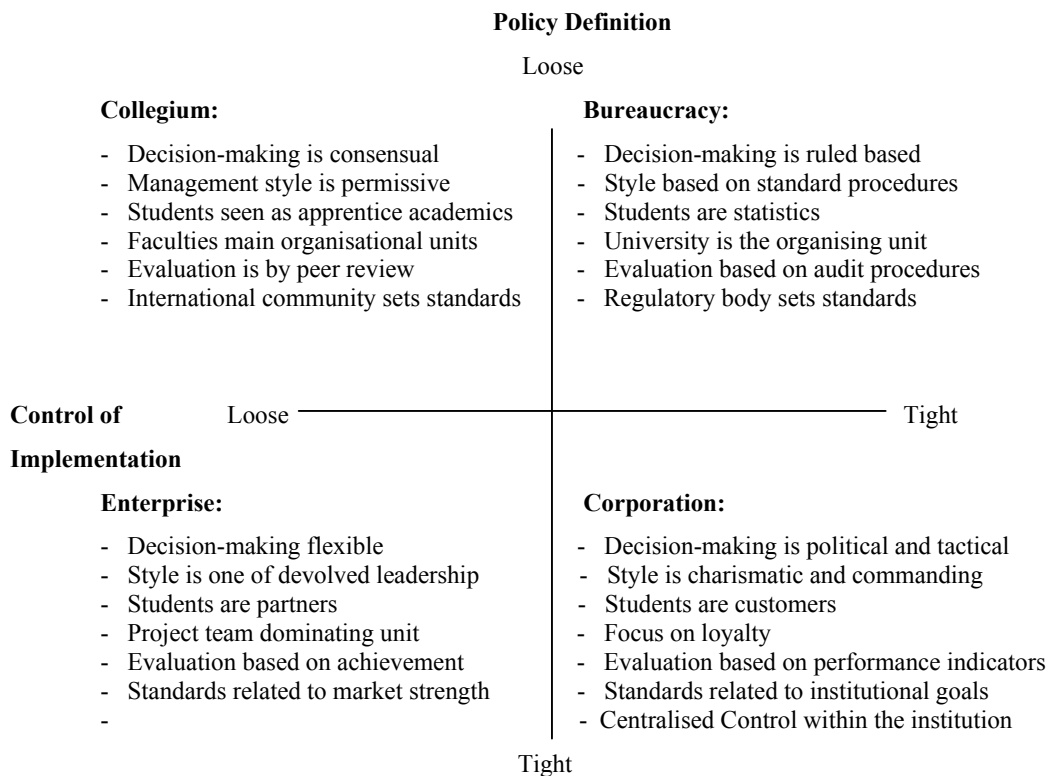 Policy Definition
Loose
Collegium:
- Decision-making is consensual
- Management style is permissive
- Students seen as apprentice academics
- Faculties main organisational units
- Evaluation is by peer review
- International community sets standards
Bureaucracy:
- Decision-making is ruled based
- Style based on standard procedures
- Students are statistics
- University is the organising unit
- Evaluation based on audit procedures
- Regulatory body sets standards
Control of
Implementation
Loose
Tight
Enterprise:
- Decision-making flexible
- Style is one of devolved leadership
- Students are partners
- Project team dominating unit
- Evaluation based on achievement
- Standards related to market strength
-
Corporation:
- Decision-making is political and tactical
- Style is charismatic and commanding
- Students are customers
- Focus on loyalty
- Evaluation based on performance indicators
- Standards related to institutional goals
- Centralised Control within the institution
Tight